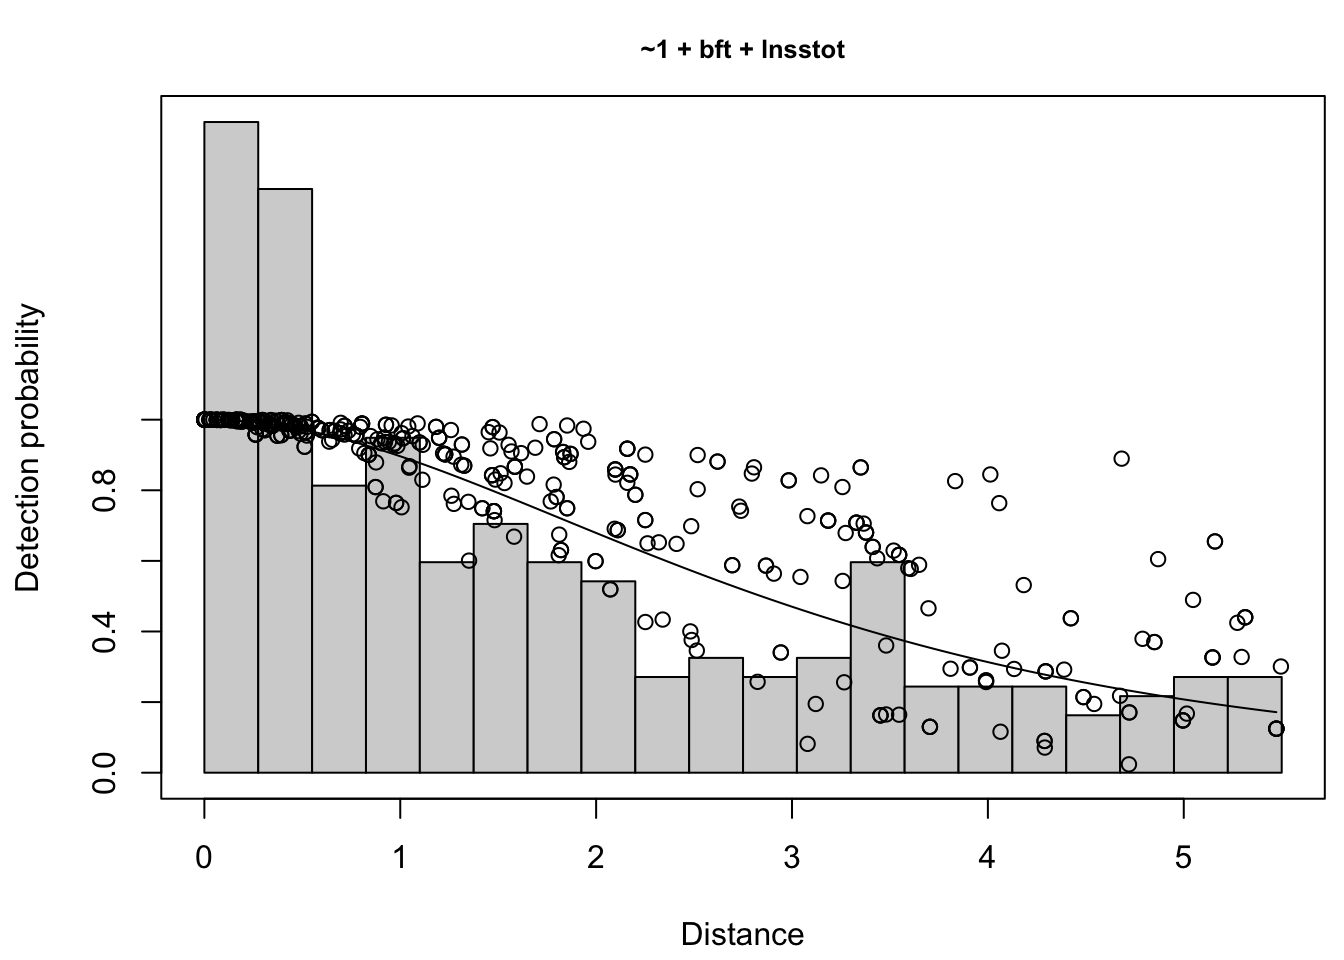 ~1 + bft + lnsstot
Detection probability
0.8
0.4
0.0
0 1 2 3 4 5
Distance